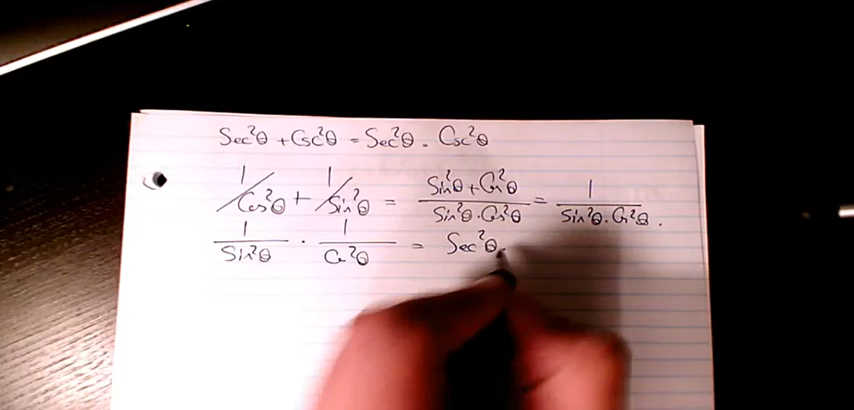 Sec²θ + Csc²θ = Sec²θ . Csc²θ
1/Cos²θ + 1/Sin²θ = Sin²θ + Cos²θ / Sin²θ . Cos²θ = 1 / Sin²θ . Cos²θ .
1/Sin²θ . 1/Cos²θ = Sec²θ